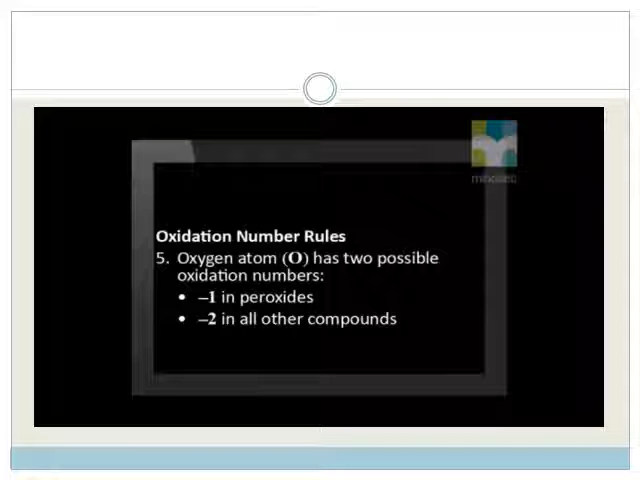 Oxidation Number Rules
5. Oxygen atom (O) has two possible
oxidation numbers:
• –1 in peroxides
• –2 in all other compounds